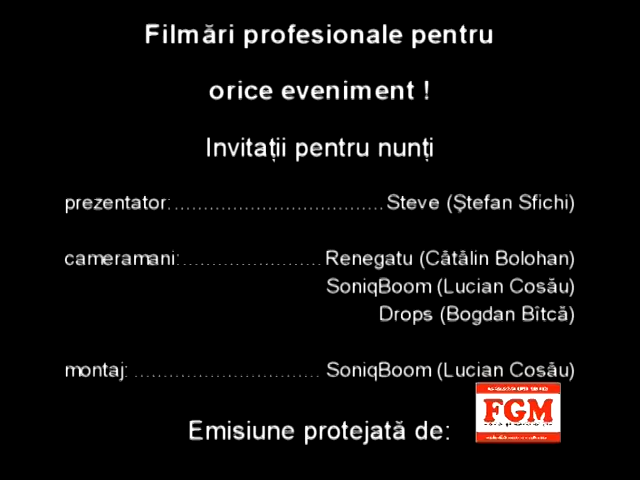 Filmări profesionale pentru
orice eveniment !
Invitații pentru nunți
prezentator:....................................Steve (Ștefan Sfichi)
cameramani:........................Renegatu (Cătălin Bolohan)
SoniqBoom (Lucian Cosău)
Drops (Bogdan Bîtcă)
montaj: ................................ SoniqBoom (Lucian Cosău)
Emisiune protejată de:
FGM